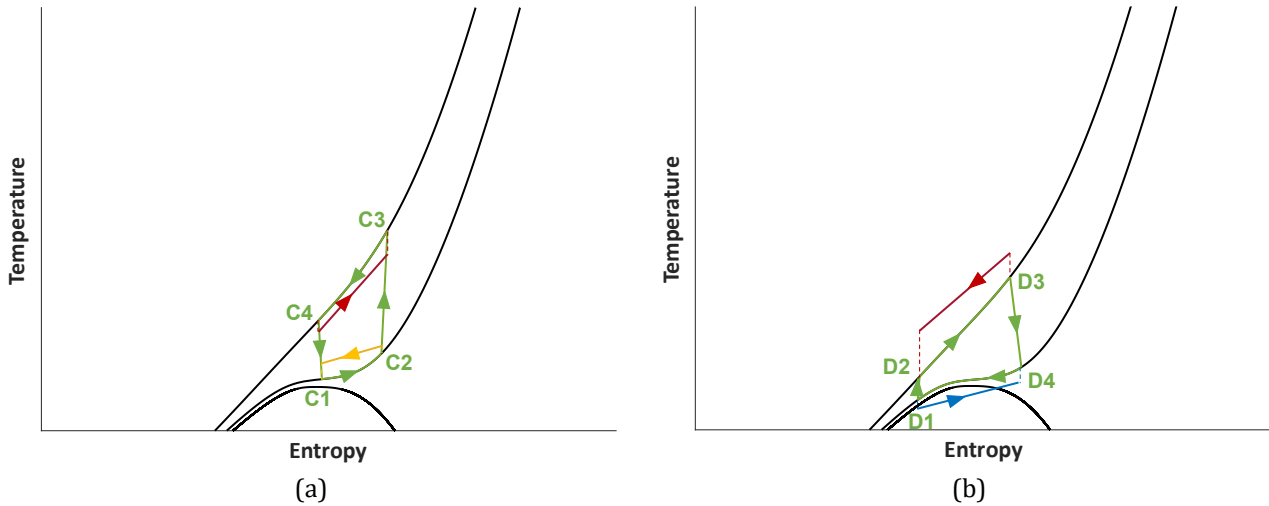 Temperature
C3
C4
C2
C1
Entropy
(a)
Temperature
D3
D2
D4
D1
Entropy
(b)